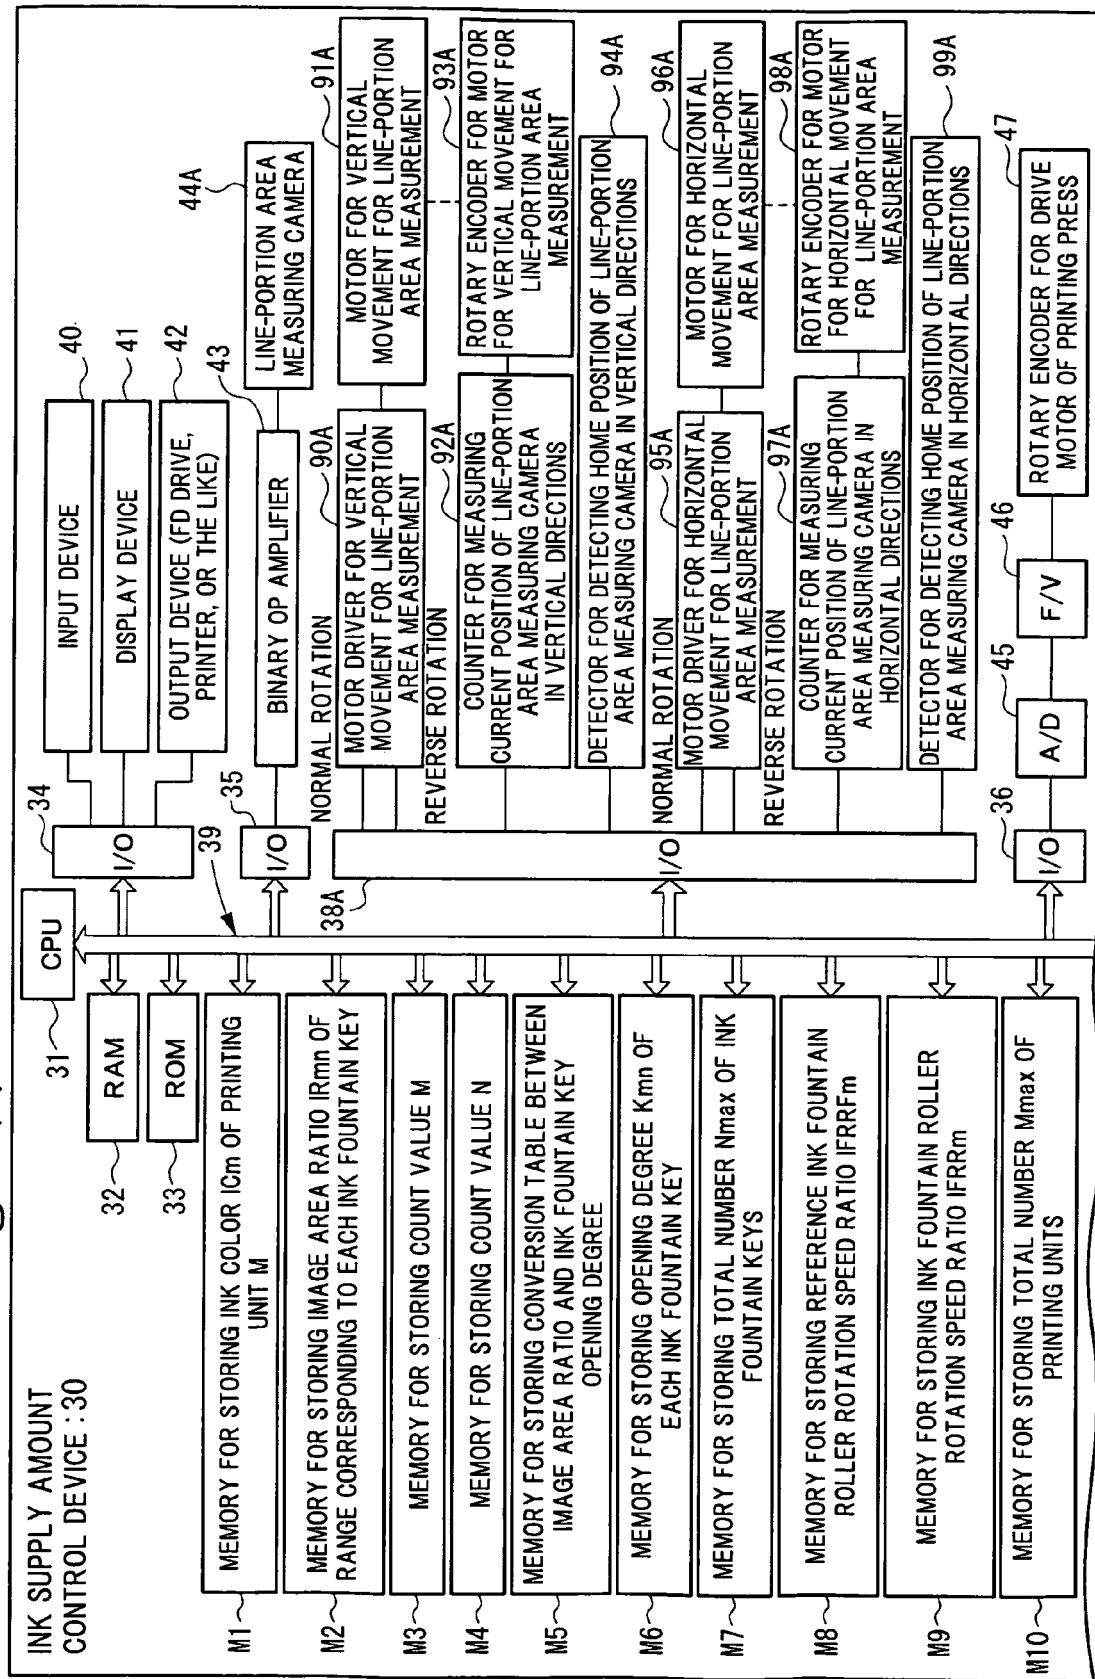 INK SUPPLY AMOUNT
CONTROL DEVICE : 30
31
CPU
32
RAM
33
ROM
M1
MEMORY FOR STORING INK COLOR ICm OF PRINTING
UNIT M
M2
MEMORY FOR STORING IMAGE AREA RATIO IRmn OF
RANGE CORRESPONDING TO EACH INK FOUNTAIN KEY
M3
MEMORY FOR STORING COUNT VALUE M
M4
MEMORY FOR STORING COUNT VALUE N
M5
MEMORY FOR STORING CONVERSION TABLE BETWEEN
IMAGE AREA RATIO AND INK FOUNTAIN KEY
OPENING DEGREE
M6
MEMORY FOR STORING OPENING DEGREE Kmn OF
EACH INK FOUNTAIN KEY
M7
MEMORY FOR STORING TOTAL NUMBER Nmax OF INK
FOUNTAIN KEYS
M8
MEMORY FOR STORING REFERENCE INK FOUNTAIN
ROLLER ROTATION SPEED RATIO IFRRFm
M9
MEMORY FOR STORING INK FOUNTAIN ROLLER
ROTATION SPEED RATIO IFRRm
M10
MEMORY FOR STORING TOTAL NUMBER Mmax OF
PRINTING UNITS
39
34
I/O
INPUT DEVICE
40
DISPLAY DEVICE
41
OUTPUT DEVICE (FD DRIVE,
PRINTER, OR THE LIKE)
42
35
I/O
BINARY OP AMPLIFIER
43
LINE-PORTION AREA
MEASURING CAMERA
44A
38A
I/O
NORMAL ROTATION
90A
MOTOR DRIVER FOR VERTICAL
MOVEMENT FOR LINE-PORTION
AREA MEASUREMENT
REVERSE ROTATION
91A
MOTOR FOR VERTICAL
MOVEMENT FOR LINE-PORTION
AREA MEASUREMENT
92A
COUNTER FOR MEASURING
CURRENT POSITION OF LINE-PORTION
AREA MEASURING CAMERA
IN VERTICAL DIRECTIONS
93A
ROTARY ENCODER FOR MOTOR
FOR VERTICAL MOVEMENT FOR
LINE-PORTION AREA
MEASUREMENT
94A
DETECTOR FOR DETECTING HOME POSITION OF LINE-PORTION
AREA MEASURING CAMERA IN VERTICAL DIRECTIONS
NORMAL ROTATION
95A
MOTOR DRIVER FOR HORIZONTAL
MOVEMENT FOR LINE-PORTION
AREA MEASUREMENT
REVERSE ROTATION
96A
MOTOR FOR HORIZONTAL
MOVEMENT FOR LINE-PORTION
AREA MEASUREMENT
97A
COUNTER FOR MEASURING
CURRENT POSITION OF LINE-PORTION
AREA MEASURING CAMERA IN
HORIZONTAL DIRECTIONS
98A
ROTARY ENCODER FOR MOTOR
FOR HORIZONTAL MOVEMENT
FOR LINE-PORTION AREA
MEASUREMENT
99A
DETECTOR FOR DETECTING HOME POSITION OF LINE-PORTION
AREA MEASURING CAMERA IN HORIZONTAL DIRECTIONS
36
I/O
45
A/D
46
F/V
47
ROTARY ENCODER FOR DRIVE
MOTOR OF PRINTING PRESS